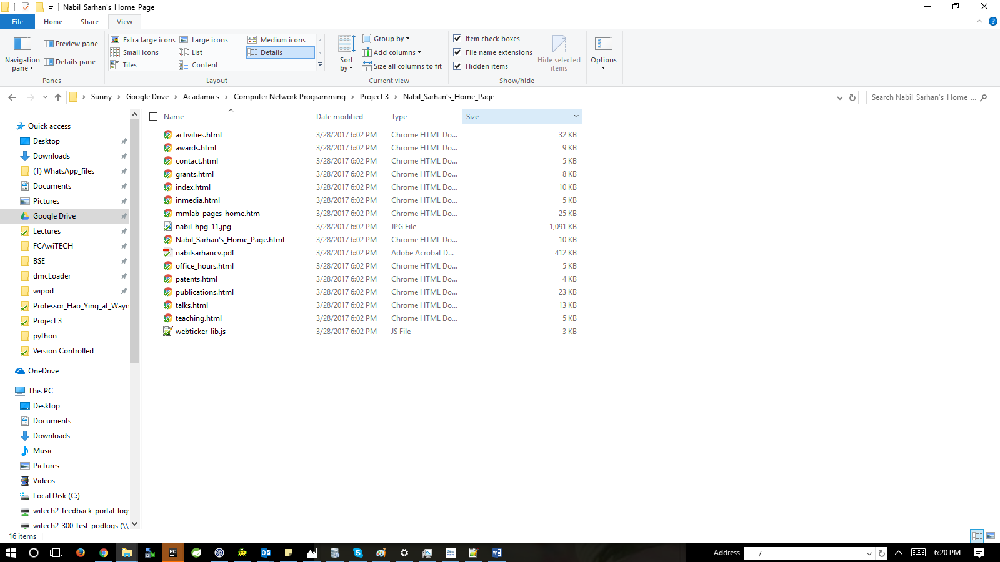 Nabil_Sarhan's_Home_Page
File Home Share View
Navigation pane
Preview pane
Details pane
Panes
Extra large icons Large icons Medium icons
Small icons List Details
Tiles Content
Layout
Sort by
Group by
Add columns
Size all columns to fit
Current view
Item check boxes
File name extensions
Hidden items
Hide selected items
Show/hide
Options
Sunny Google Drive Acadamics Computer Network Programming Project 3 Nabil_Sarhan's_Home_Page
Search Nabil_Sarhan's_Home_...
Quick access
Desktop
Downloads
(1) WhatsApp_files
Documents
Pictures
Google Drive
Lectures
FCAwiTECH
BSE
dmcLoader
wipod
Professor_Hao_Ying_at_Wayn
Project 3
python
Version Controlled
OneDrive
This PC
Desktop
Documents
Downloads
Music
Pictures
Videos
Local Disk (C:)
witech2-feedback-portal-logs
witech2-300-test-podlogs (\\
Name Date modified Type Size
activities.html 3/28/2017 6:02 PM Chrome HTML Do... 32 KB
awards.html 3/28/2017 6:02 PM Chrome HTML Do... 9 KB
contact.html 3/28/2017 6:02 PM Chrome HTML Do... 5 KB
grants.html 3/28/2017 6:02 PM Chrome HTML Do... 8 KB
index.html 3/28/2017 6:02 PM Chrome HTML Do... 10 KB
inmedia.html 3/28/2017 6:02 PM Chrome HTML Do... 5 KB
mmlab_pages_home.htm 3/28/2017 6:02 PM Chrome HTML Do... 25 KB
nabil_hpg_11.jpg 3/28/2017 6:02 PM JPG File 1,091 KB
Nabil_Sarhan's_Home_Page.html 3/28/2017 6:02 PM Chrome HTML Do... 10 KB
nabilsarhancv.pdf 3/28/2017 6:02 PM Adobe Acrobat D... 412 KB
office_hours.html 3/28/2017 6:02 PM Chrome HTML Do... 5 KB
patents.html 3/28/2017 6:02 PM Chrome HTML Do... 4 KB
publications.html 3/28/2017 6:02 PM Chrome HTML Do... 23 KB
talks.html 3/28/2017 6:02 PM Chrome HTML Do... 13 KB
teaching.html 3/28/2017 6:02 PM Chrome HTML Do... 5 KB
webticker_lib.js 3/28/2017 6:02 PM JS File 3 KB
16 items
PC
Address / 6:20 PM